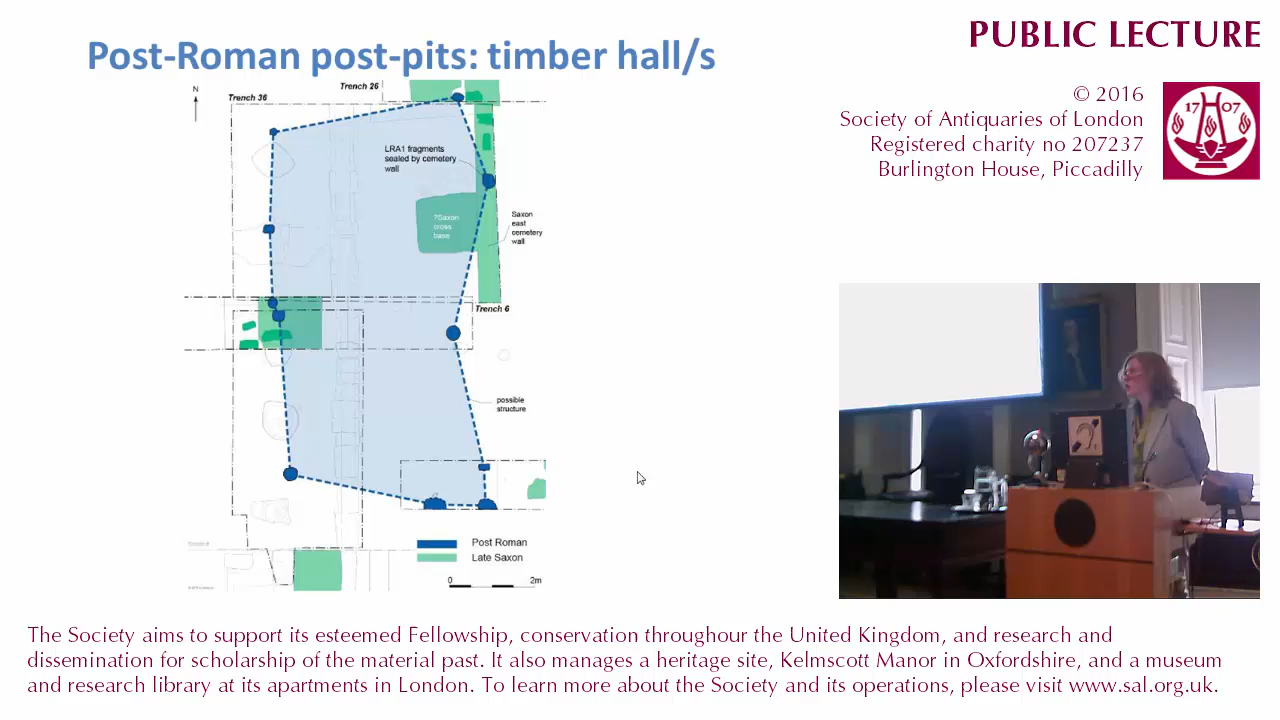 Post-Roman post-pits: timber hall/s
PUBLIC LECTURE
© 2016
Society of Antiquaries of London
Registered charity no 207237
Burlington House, Piccadilly
17 07
N
Trench 36
Trench 26
LRA1 fragments
sealed by cemetery
wall
?Saxon
cross
base
Saxon
east
cemetery
wall
Trench 6
possible
structure
Post Roman
Late Saxon
0 2m
The Society aims to support its esteemed Fellowship, conservation throughour the United Kingdom, and research and
dissemination for scholarship of the material past. It also manages a heritage site, Kelmscott Manor in Oxfordshire, and a museum
and research library at its apartments in London. To learn more about the Society and its operations, please visit www.sal.org.uk.